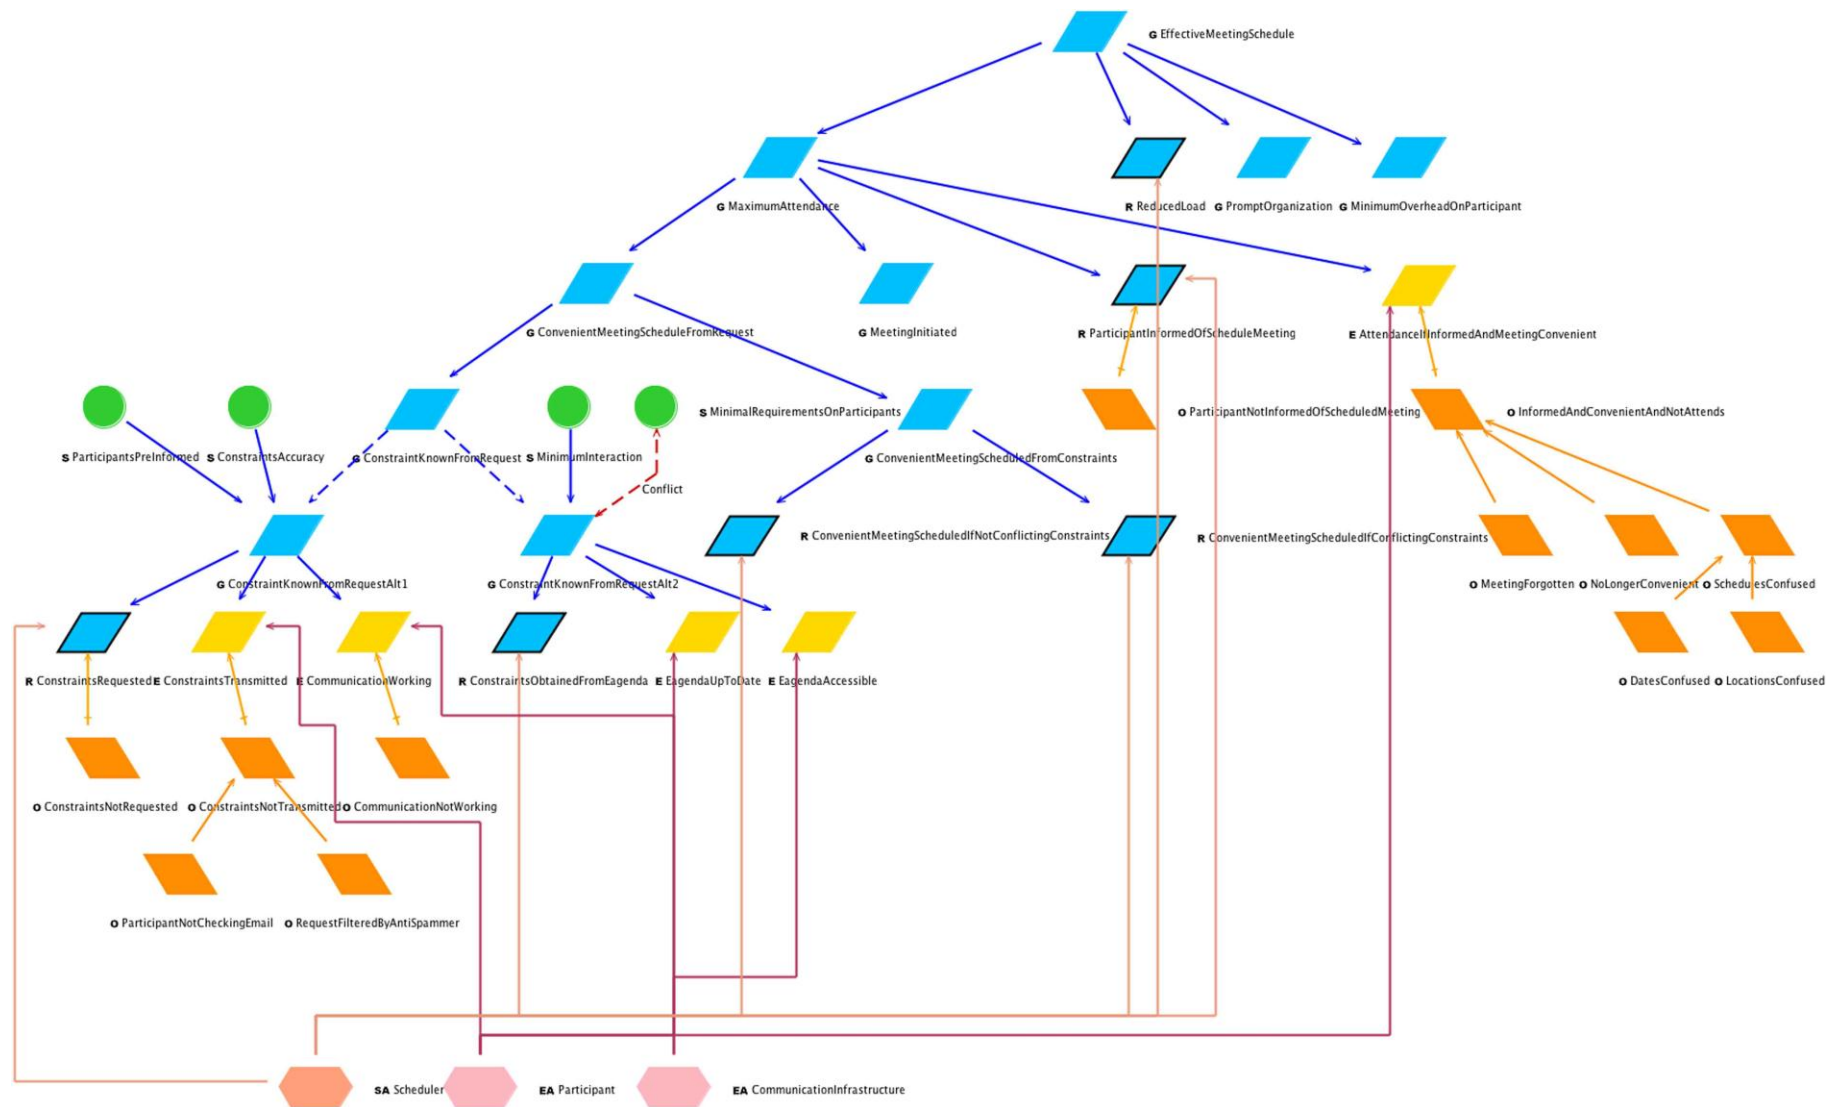 G EffectiveMeetingSchedule
G MaximumAttendance
R ReducedLoad
G PromptOrganization
G MinimumOverheadOnParticipant
G ConvenientMeetingScheduleFromRequest
G MeetingInitiated
R ParticipantInformedOfScheduleMeeting
E AttendanceIfInformedAndMeetingConvenient
S MinimalRequirementsOnParticipants
O ParticipantNotInformedOfScheduledMeeting
O InformedAndConvenientAndNotAttends
S ParticipantsPreInformed
S ConstraintsAccuracy
G ConstraintKnownFromRequest
S MinimumInteraction
G ConvenientMeetingScheduledFromConstraints
Conflict
R ConvenientMeetingScheduledIfNotConflictingConstraints
R ConvenientMeetingScheduledIfConflictingConstraints
G ConstraintKnownFromRequestAlt1
G ConstraintKnownFromRequestAlt2
O MeetingForgotten
O NoLongerConvenient
O SchedulesConfused
R ConstraintsRequested
E ConstraintsTransmitted
E CommunicationWorking
R ConstraintsObtainedFromEagenda
E EagendaUpToDate
E EagendaAccessible
O DatesConfused
O LocationsConfused
O ConstraintsNotRequested
O ConstraintsNotTransmitted
O CommunicationNotWorking
O ParticipantNotCheckingEmail
O RequestFilteredByAntiSpammer
SA Scheduler
EA Participant
EA CommunicationInfrastructure